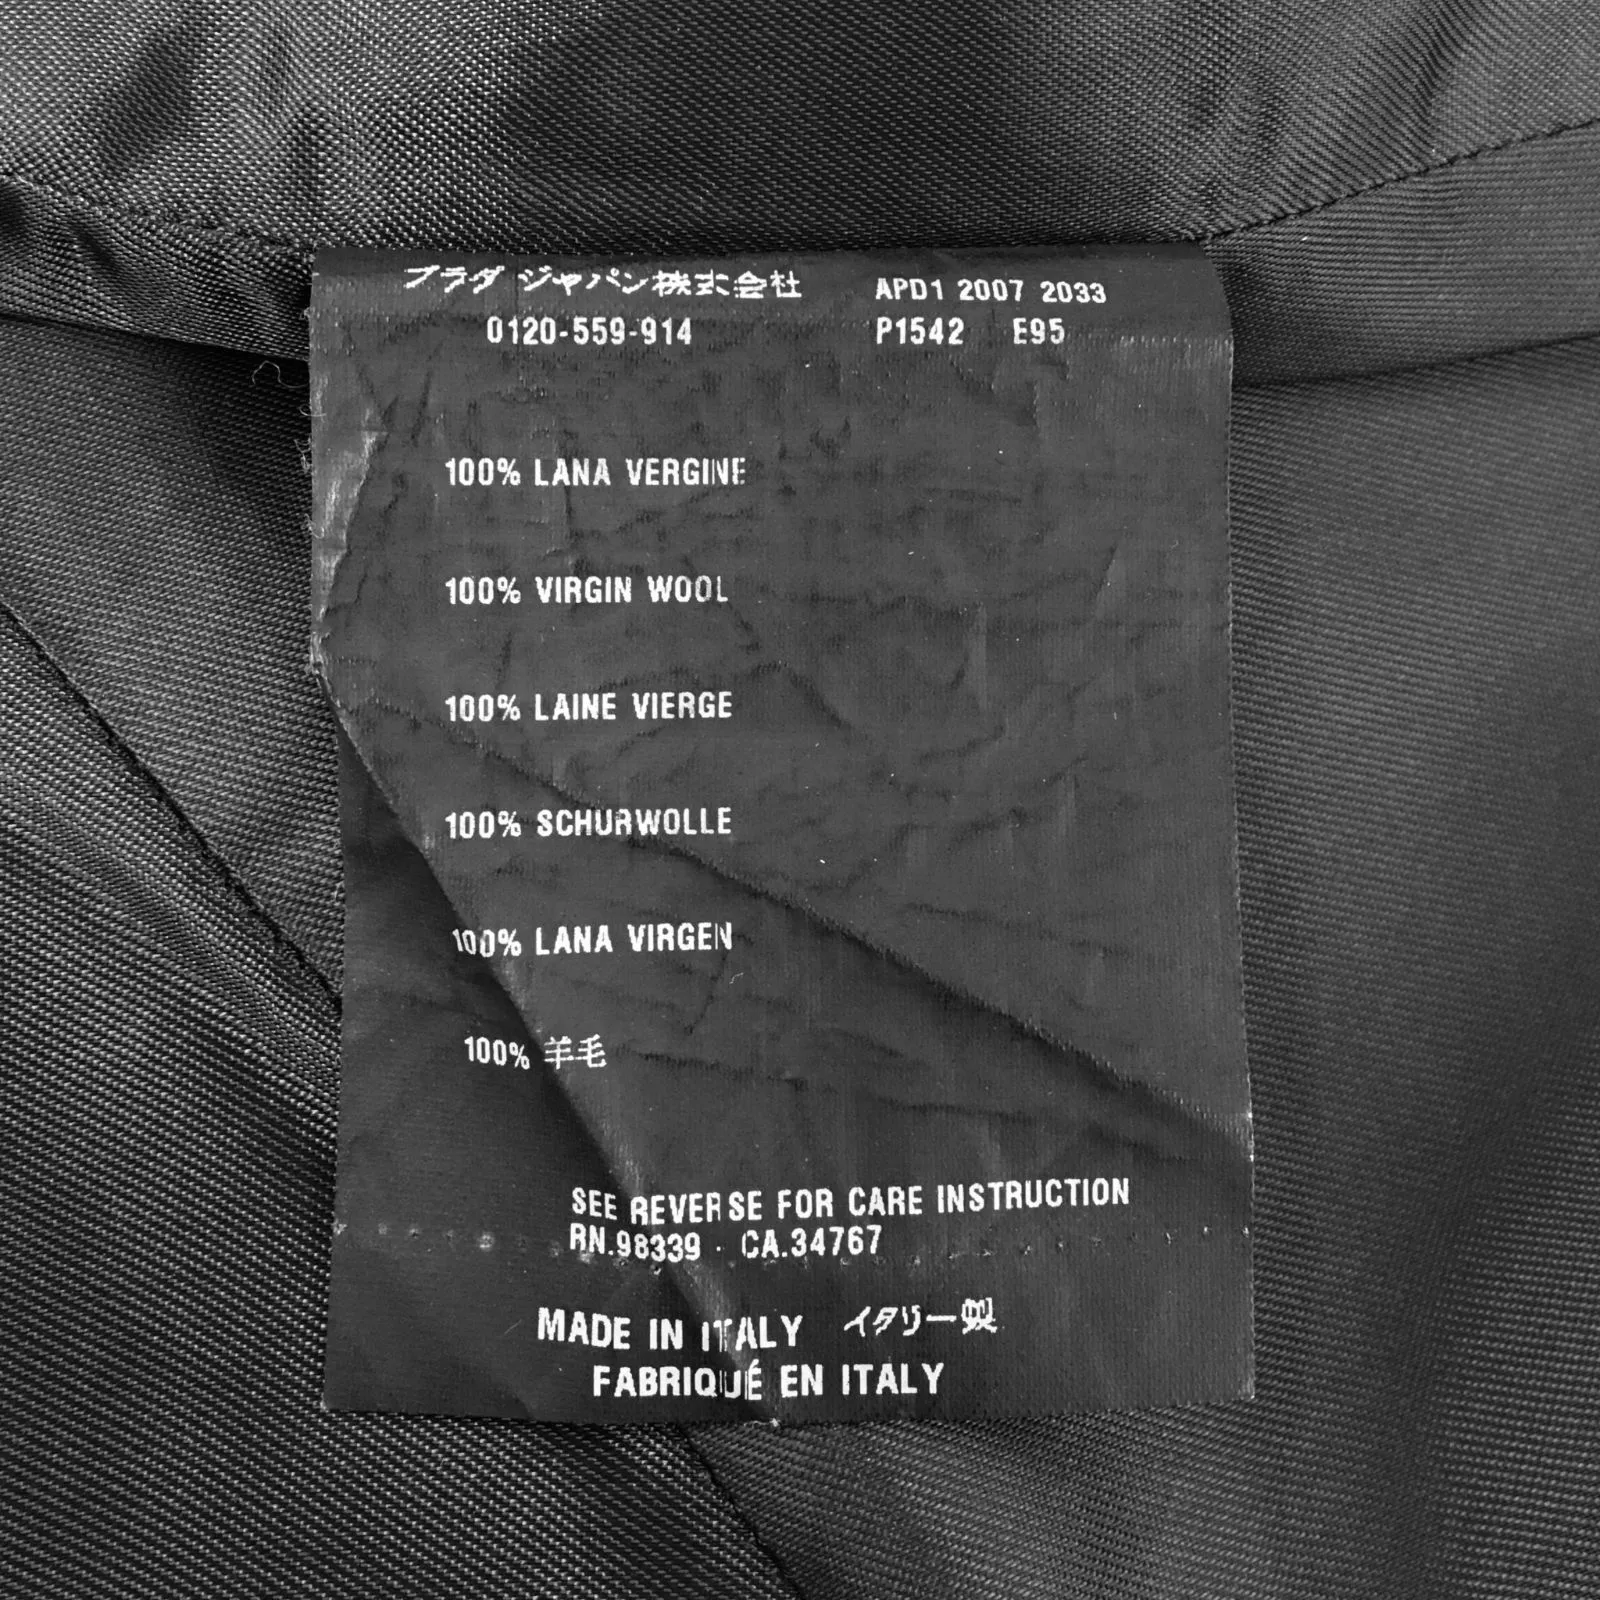 プラダ ジャパン株式会社 APD1 2007 2033
0120-559-914 P1542 E95
100% LANA VERGINE
100% VIRGIN WOOL
100% LAINE VIERGE
100% SCHURWOLLE
100% LANA VIRGEN
100% 羊毛
SEE REVERSE FOR CARE INSTRUCTION
RN.98339 · CA.34767
MADE IN ITALY イタリー製
FABRIQUÉ EN ITALY